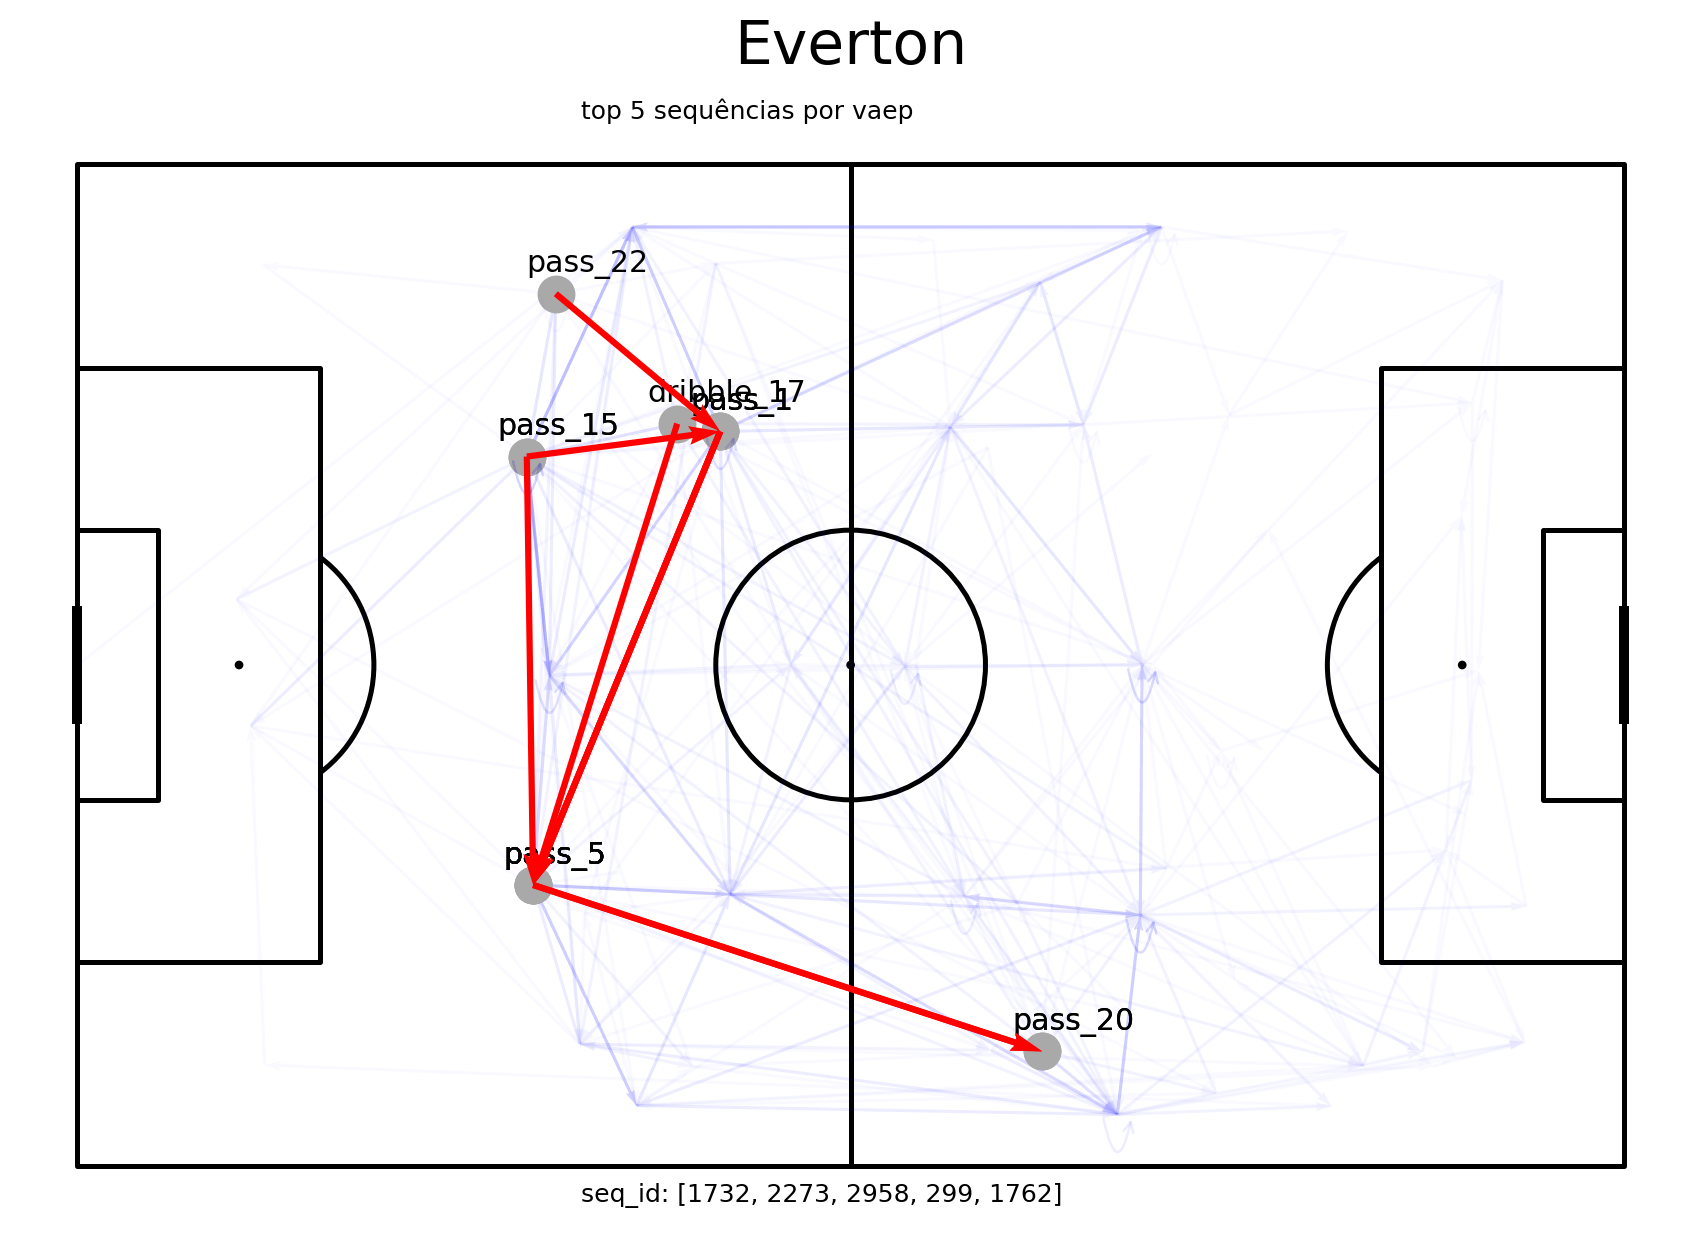 Everton
top 5 sequências por vaep
pass_22
dribble_17
pass_1
pass_15
pass_5
pass_20
seq_id: [1732, 2273, 2958, 299, 1762]